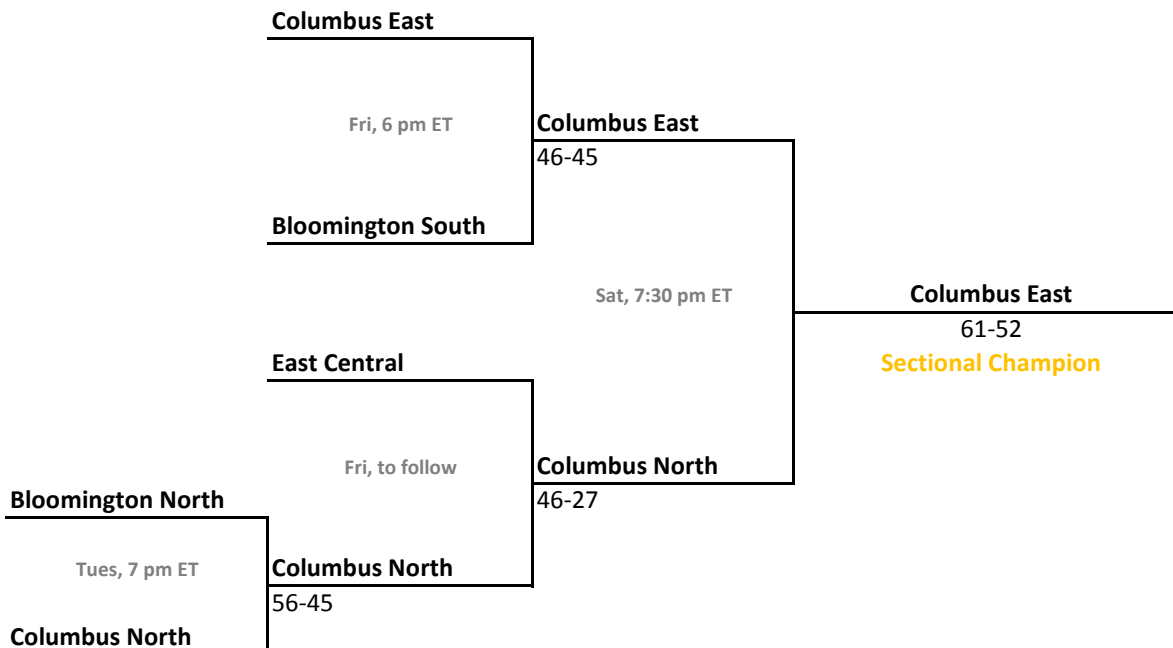 Columbus East
Fri, 6 pm ET
Columbus East
46-45
Bloomington South
Sat, 7:30 pm ET
Columbus East
61-52
East Central
Sectional Champion
Fri, to follow
Columbus North
Bloomington North
46-27
Tues, 7 pm ET
Columbus North
56-45
Columbus North